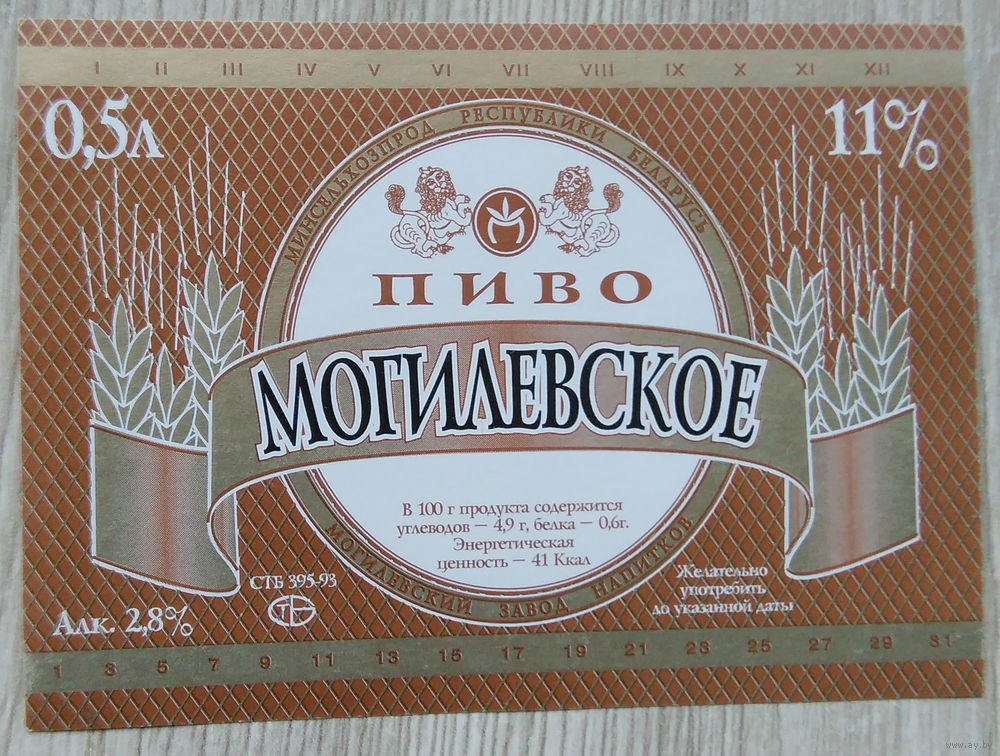 I II III IV V VI VII VIII IX X XI XII
0,5л
11%
МИНСЕЛЬХОЗПРОД РЕСПУБЛИКИ БЕЛАРУСЬ
ПИВО
МОГИЛЕВСКОЕ
В 100 г продукта содержится
углеводов — 4,9 г, белка — 0,6г.
Энергетическая
ценность — 41 Ккал
МОГИЛЕВСКИЙ ЗАВОД НАПИТКОВ
СТБ 395-93
Алк. 2,8%
Желательно
употребить
до указанной даты
1 3 5 7 9 11 13 15 17 19 21 23 25 27 29 31
www.ay.by